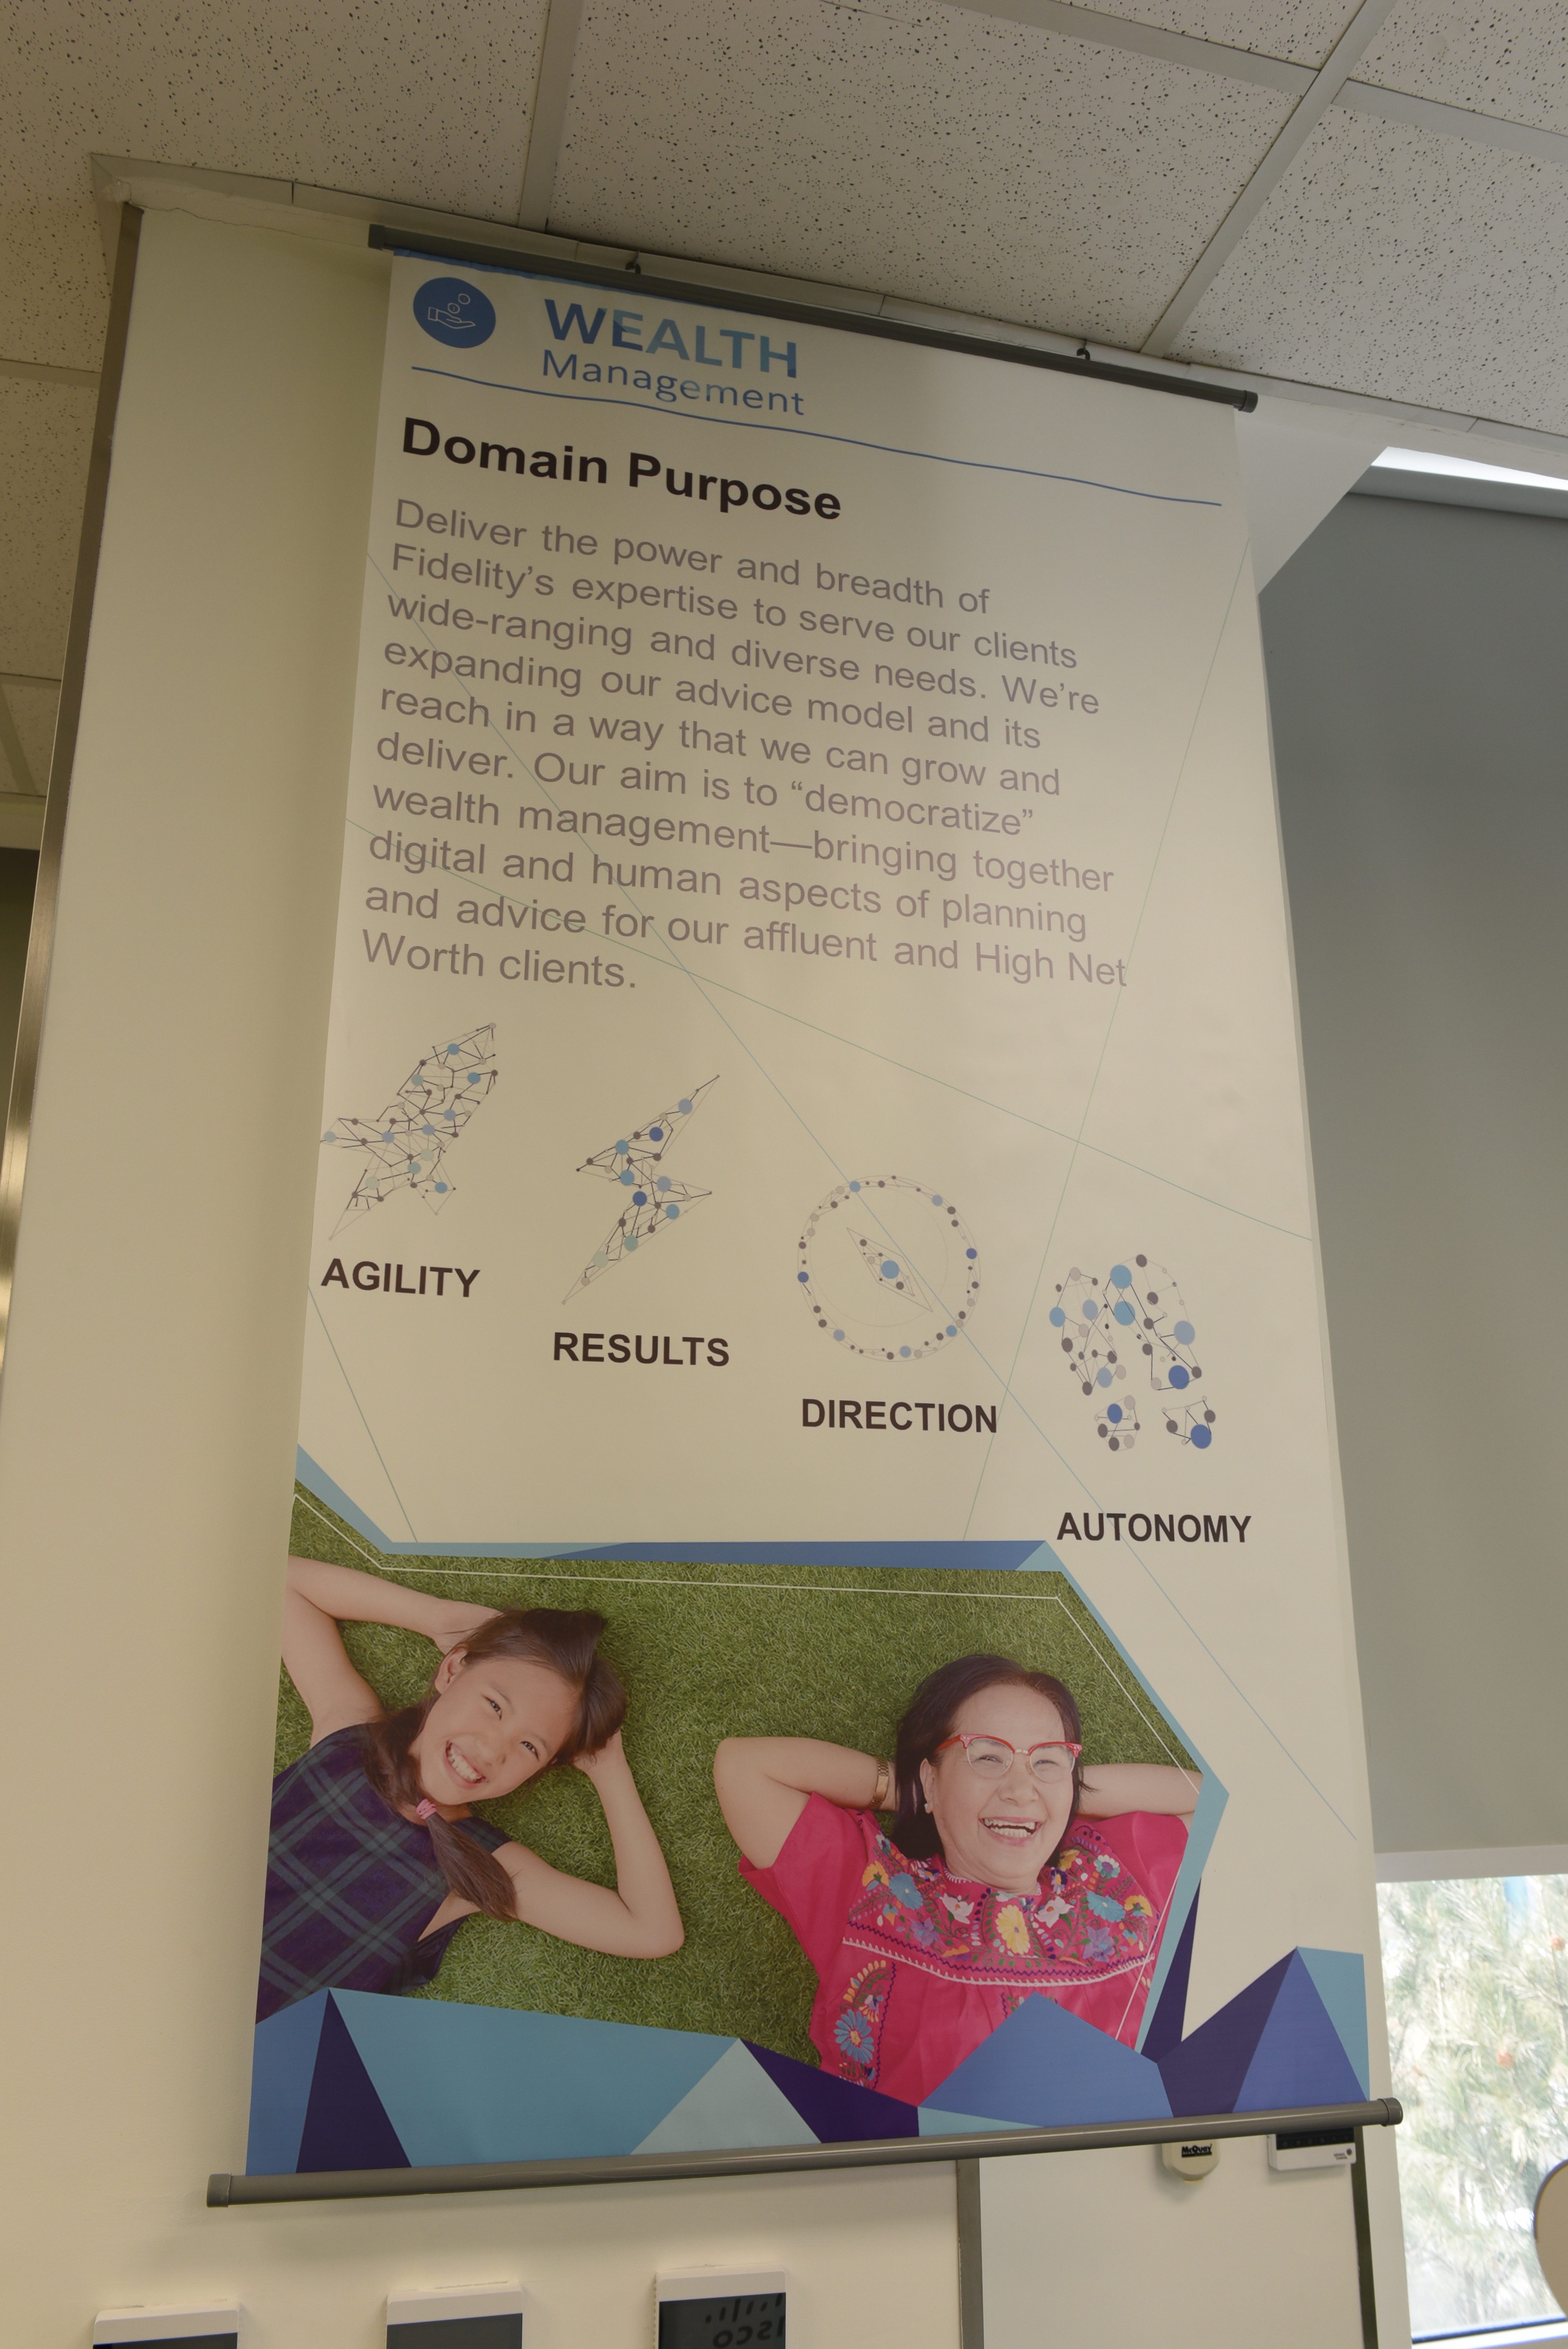 WEALTH
Management
Domain Purpose
Deliver the power and breadth of
Fidelity’s expertise to serve our clients
wide-ranging and diverse needs. We’re
expanding our advice model and its
reach in a way that we can grow and
deliver. Our aim is to “democratize”
wealth management—bringing together
digital and human aspects of planning
and advice for our affluent and High Net
Worth clients.
AGILITY
RESULTS
DIRECTION
AUTONOMY
McQuay